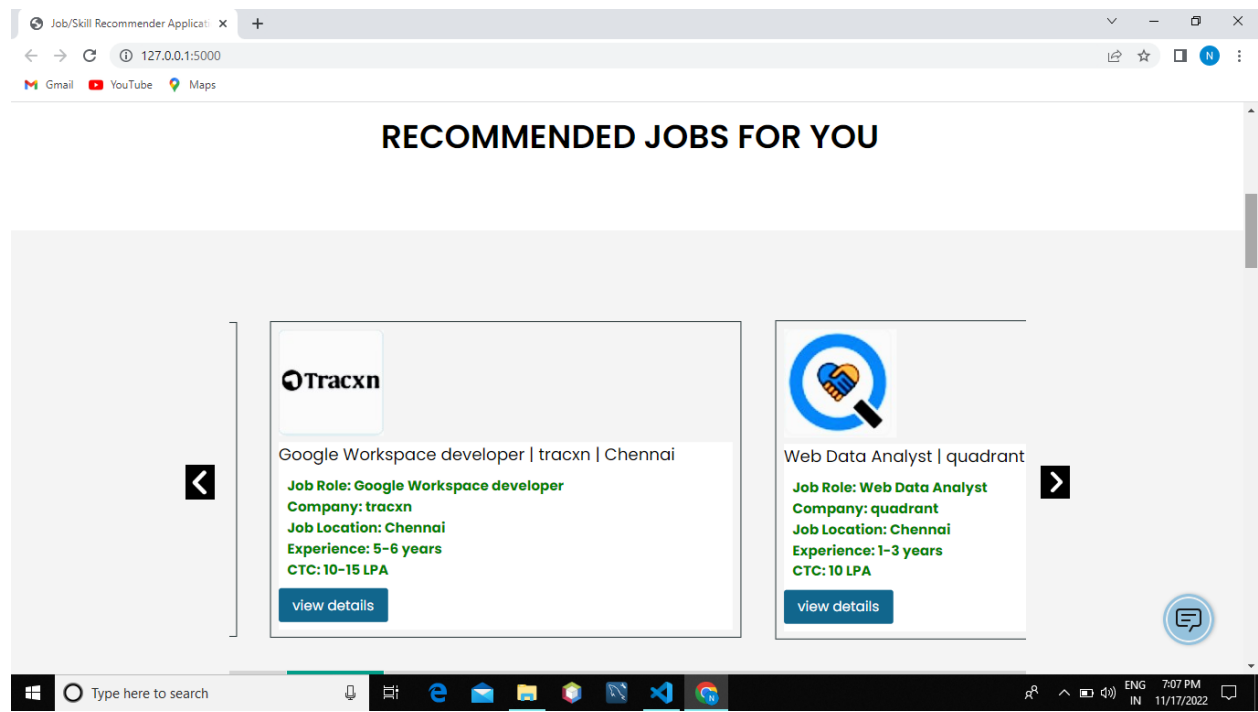 Job/Skill Recommender Applicati
127.0.0.1:5000
N
Gmail
YouTube
Maps
RECOMMENDED JOBS FOR YOU
Tracxn
Google Workspace developer | tracxn | Chennai
Job Role: Google Workspace developer
Company: tracxn
Job Location: Chennai
Experience: 5-6 years
CTC: 10-15 LPA
view details
Web Data Analyst | quadrant
Job Role: Web Data Analyst
Company: quadrant
Job Location: Chennai
Experience: 1-3 years
CTC: 10 LPA
view details
Type here to search
ENG
IN
7:07 PM
11/17/2022